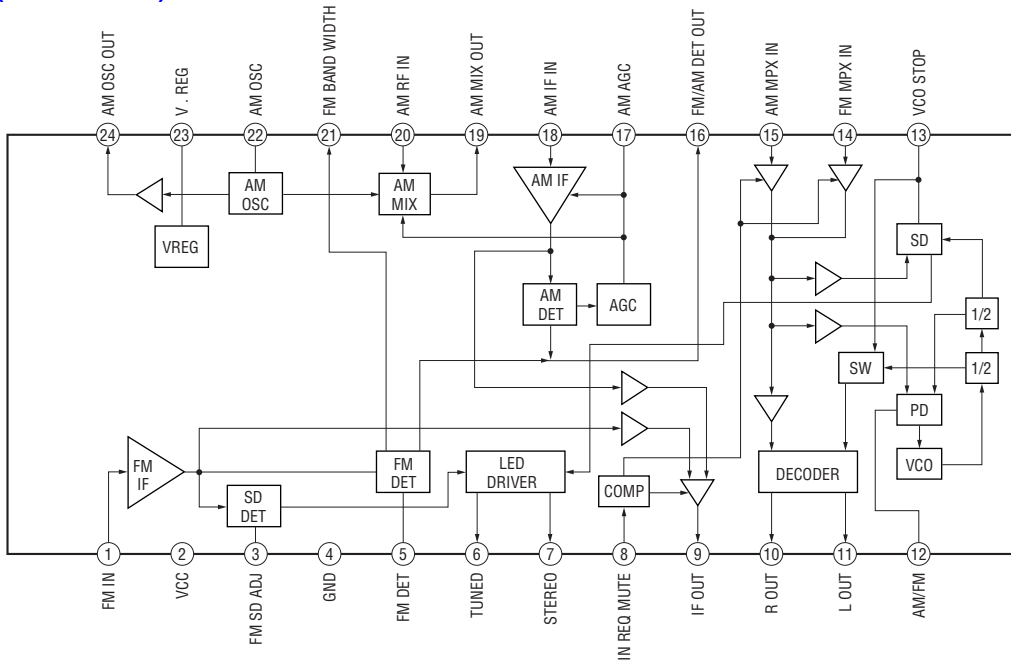 AM OSC OUT
V . REG
AM OSC
FM BAND WIDTH
AM RF IN
AM MIX OUT
AM IF IN
AM AGC
FM/AM DET OUT
AM MPX IN
FM MPX IN
VCO STOP
24
23
22
21
20
19
18
17
16
15
14
13
AM
OSC
AM
MIX
AM IF
VREG
SD
AM
DET
AGC
1/2
SW
1/2
PD
VCO
FM
IF
SD
DET
FM
DET
LED
DRIVER
COMP
DECODER
1
2
3
4
5
6
7
8
9
10
11
12
FM IN
VCC
FM SD ADJ
GND
FM DET
TUNED
STEREO
IN REQ MUTE
IF OUT
R OUT
L OUT
AM/FM